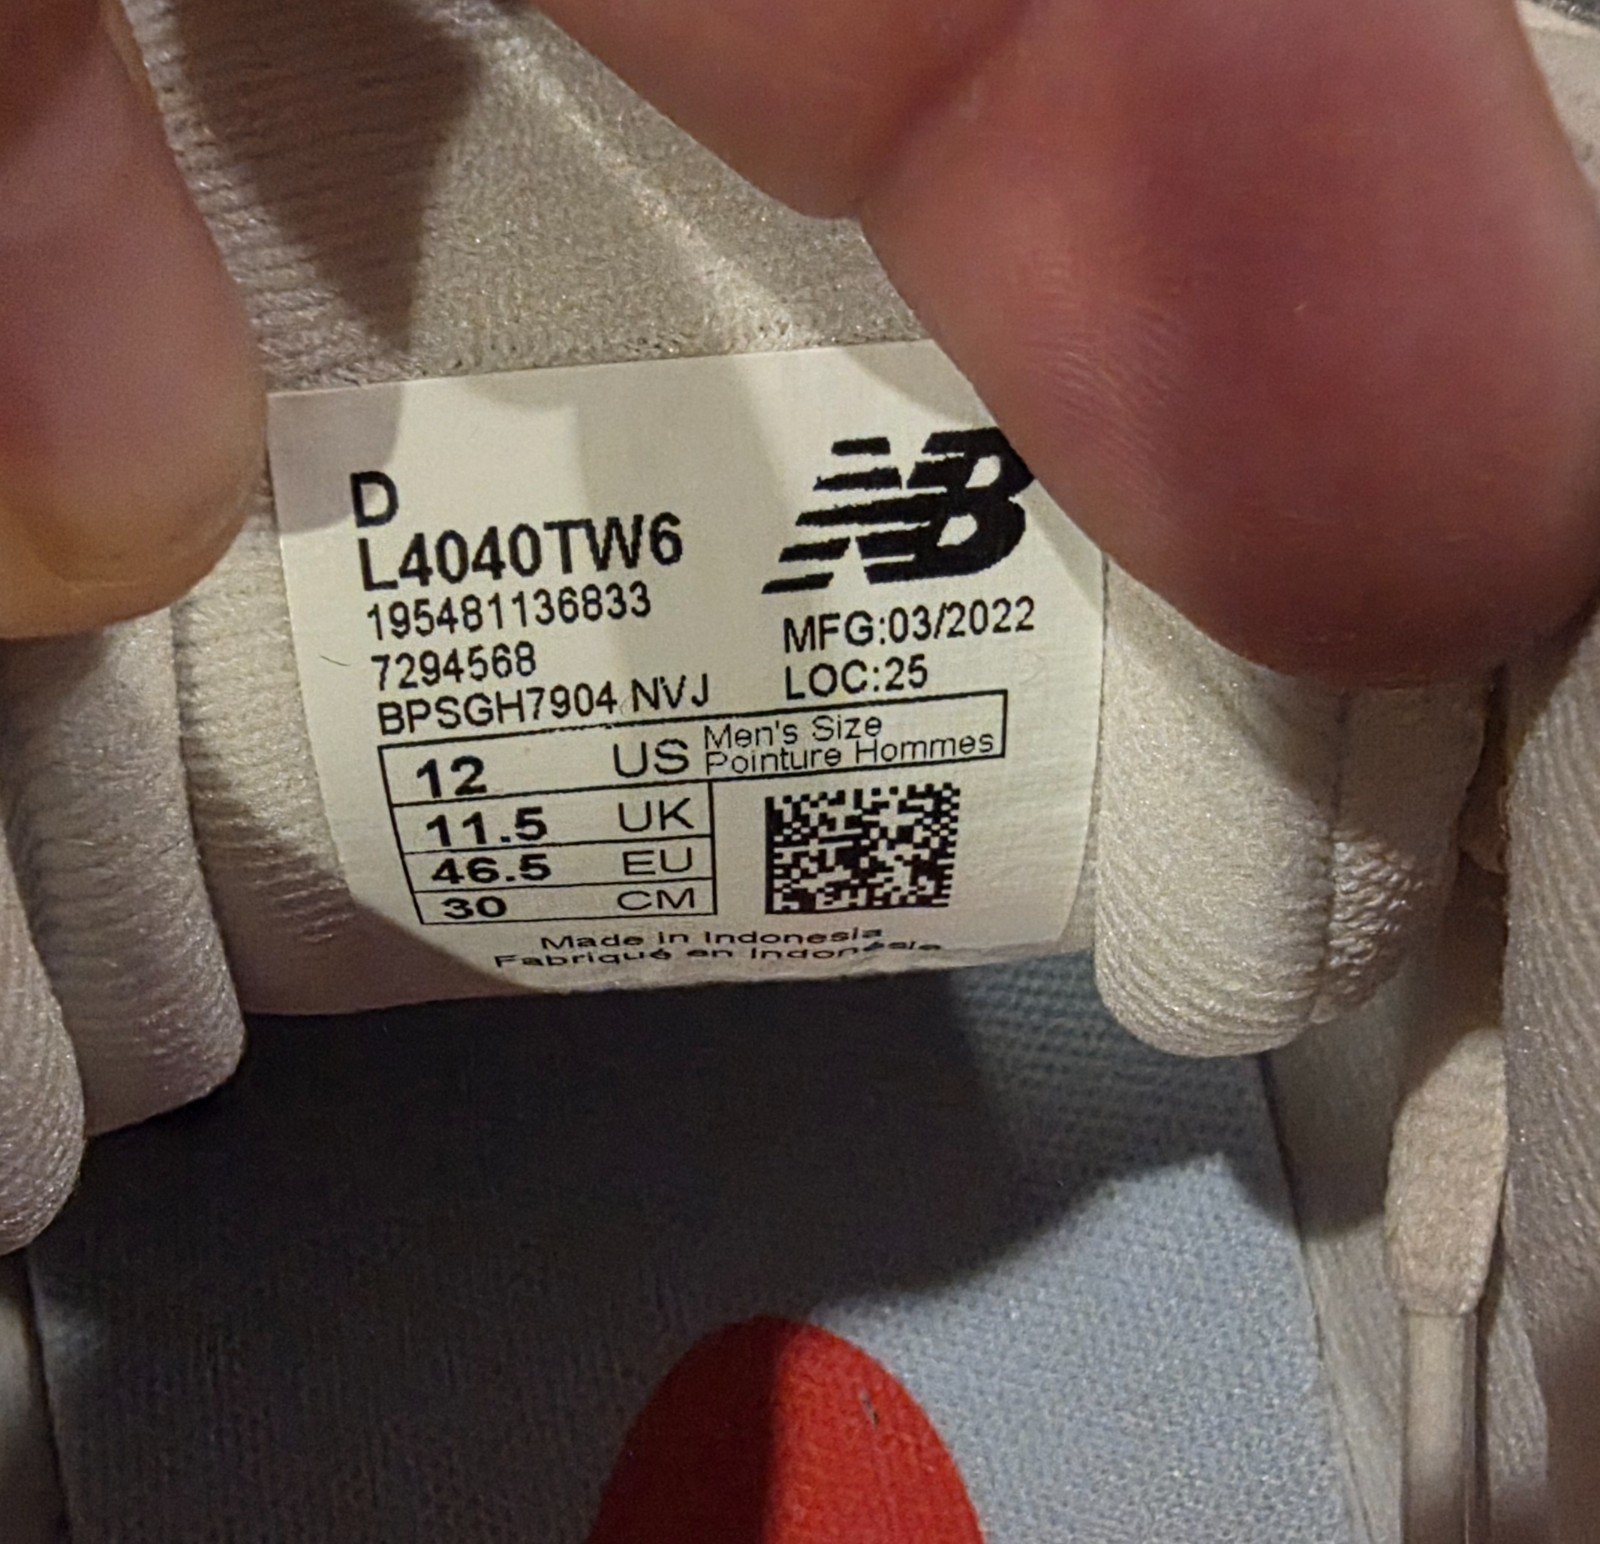 D
L4040TW6
195481136833
7294568
BPSGH7904 NVJ
NB
MFG:03/2022
LOC:25
12 US Men's Size
Pointure Hommes
11.5 UK
46.5 EU
30 CM
Made in Indonesia
Fabriqué en Indonésie